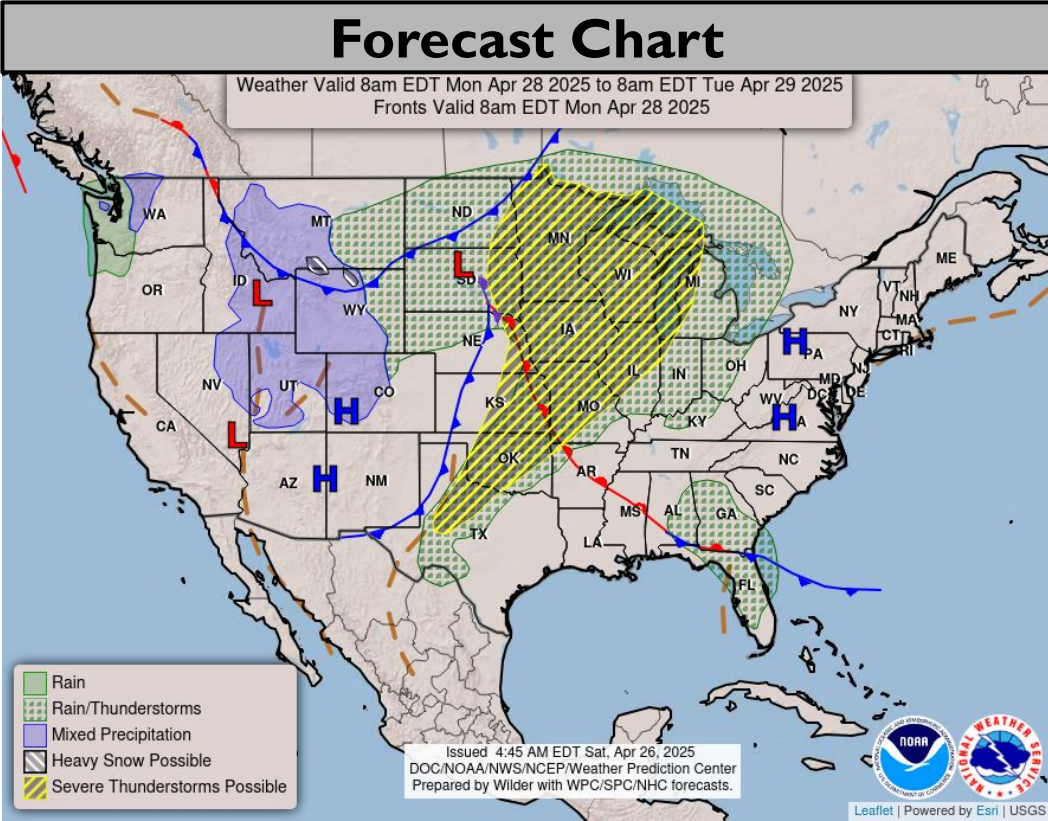 Forecast Chart
Weather Valid 8am EDT Mon Apr 28 2025 to 8am EDT Tue Apr 29 2025
Fronts Valid 8am EDT Mon Apr 28 2025
WA
MT
ND
MN
ME
VT
NH
OR
ID
L
SD
L
WI
MI
NY
MA
CT
RI
WY
IA
H
PA
NJ
NE
OH
NV
UT
CO
IL
IN
MD
DC
DE
WV
KS
MO
H
H
A
CA
KY
L
OK
TN
NC
AZ
H
NM
AR
SC
MS
AL
GA
TX
LA
FL
Rain
Rain/Thunderstorms
Mixed Precipitation
Heavy Snow Possible
Severe Thunderstorms Possible
Issued 4:45 AM EDT Sat, Apr 26, 2025
DOC/NOAA/NWS/NCEP/Weather Prediction Center
Prepared by Wilder with WPC/SPC/NHC forecasts.
NOAA
NATIONAL WEATHER SERVICE
Leaflet | Powered by Esri | USGS